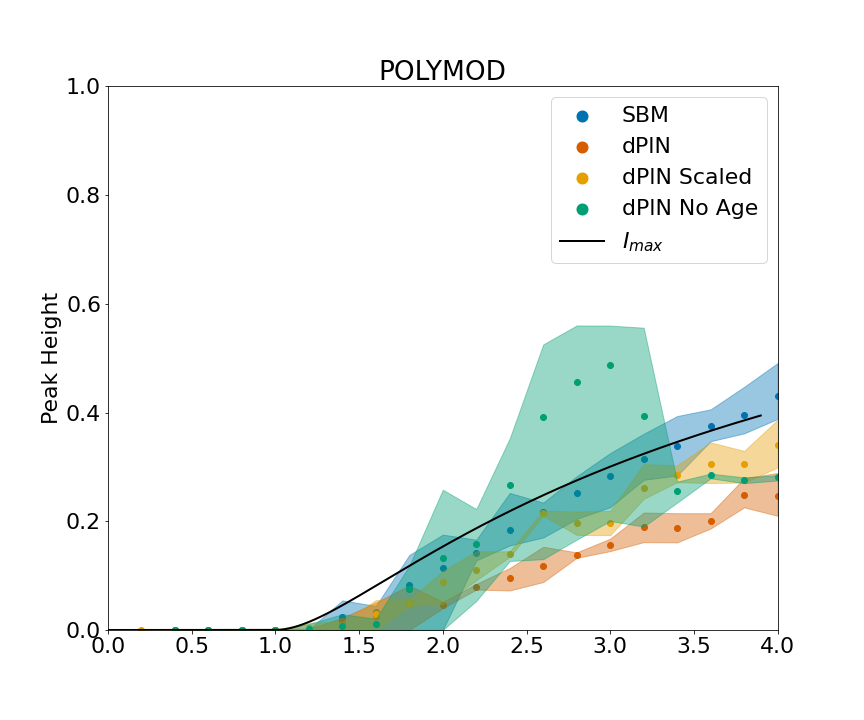 POLYMOD
1.0
0.8
0.6
0.4
0.2
0.0
Peak Height
SBM
dPIN
dPIN Scaled
dPIN No Age
I_max
0.0 0.5 1.0 1.5 2.0 2.5 3.0 3.5 4.0